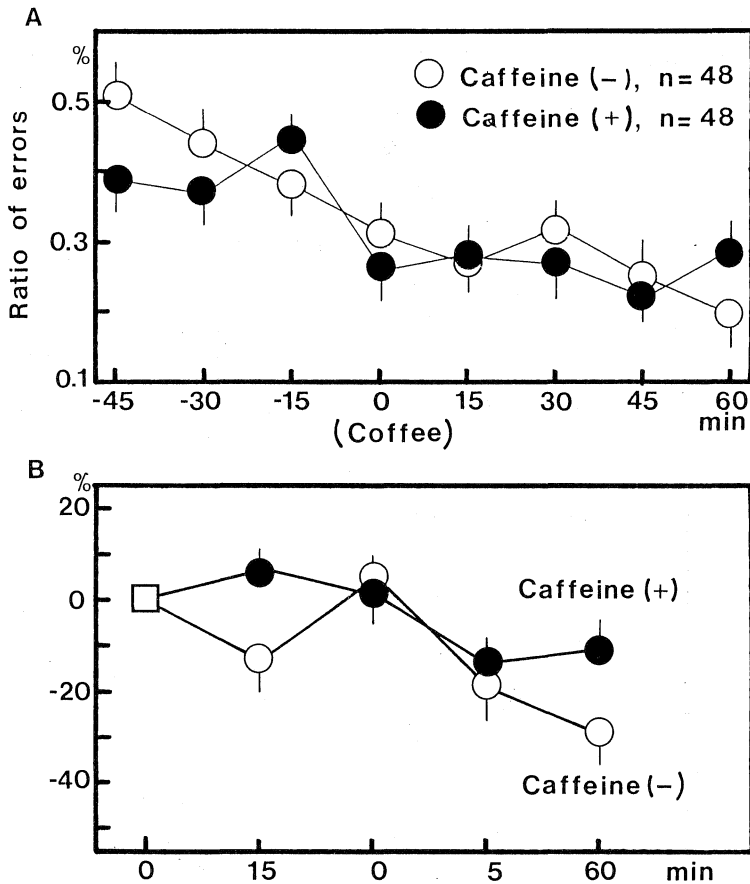 A
%
Caffeine (−), n= 48
Caffeine (+), n= 48
Ratio of errors
0.5
0.3
0.1
-45 -30 -15 0 15 30 45 60
(Coffee) min
B
%
20
0
-20
-40
Caffeine (+)
Caffeine (−)
0 15 0 5 60 min